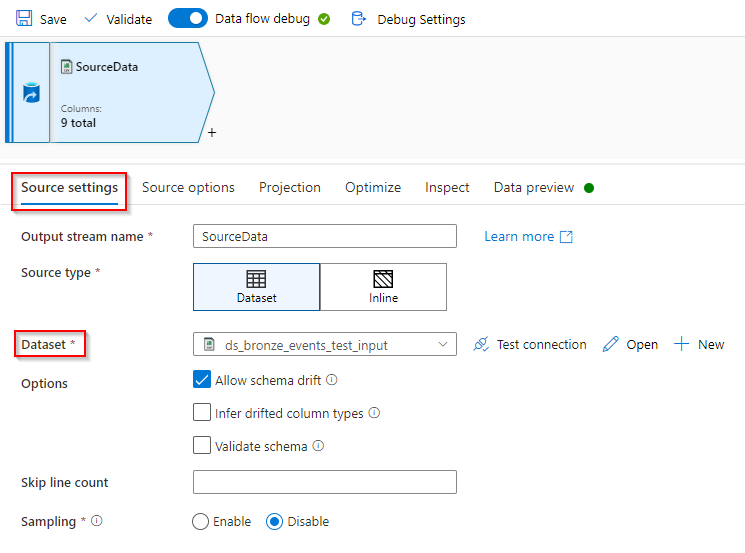 Save Validate Data flow debug Debug Settings
SourceData
Columns:
9 total
+
Source settings Source options Projection Optimize Inspect Data preview
Output stream name * SourceData Learn more
Source type * Dataset Inline
Dataset * ds_bronze_events_test_input Test connection Open New
Options Allow schema drift
Infer drifted column types
Validate schema
Skip line count
Sampling * Enable Disable